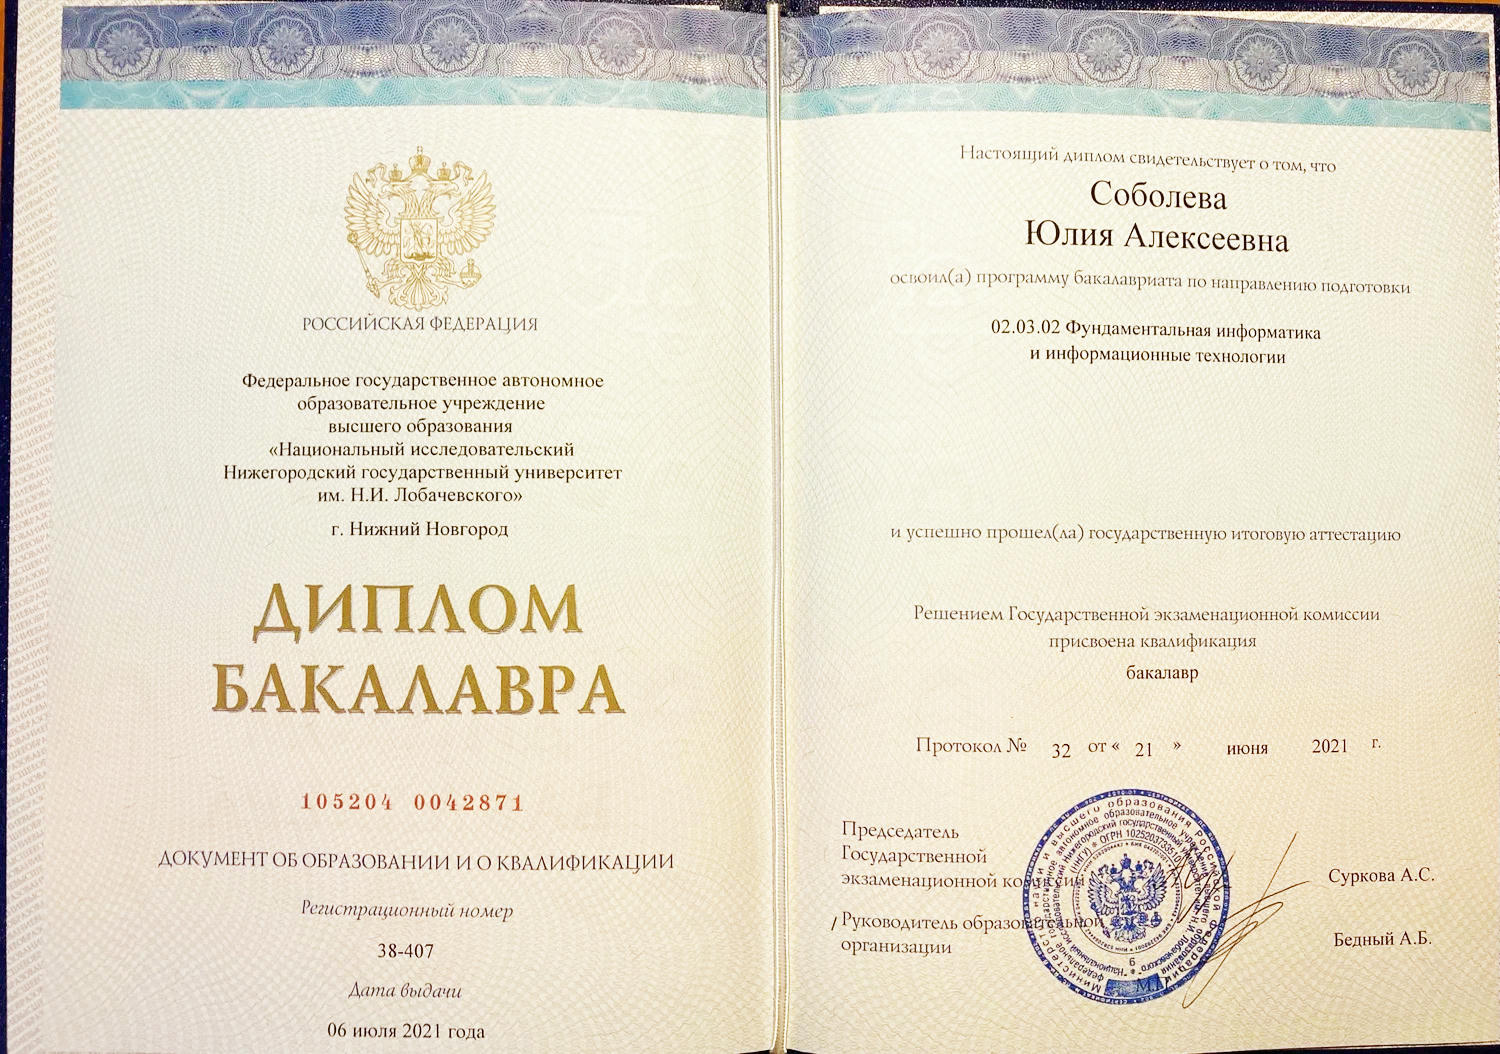 РОССИЙСКАЯ ФЕДЕРАЦИЯ
Федеральное государственное автономное
образовательное учреждение
высшего образования
«Национальный исследовательский
Нижегородский государственный университет
им. Н.И. Лобачевского»
г. Нижний Новгород
ДИПЛОМ
БАКАЛАВРА
105204 0042871
ДОКУМЕНТ ОБ ОБРАЗОВАНИИ И О КВАЛИФИКАЦИИ
Регистрационный номер
38-407
Дата выдачи
06 июля 2021 года
Настоящий диплом свидетельствует о том, что
Соболева
Юлия Алексеевна
освоил(а) программу бакалавриата по направлению подготовки
02.03.02 Фундаментальная информатика
и информационные технологии
и успешно прошел(ла) государственную итоговую аттестацию
Решением Государственной экзаменационной комиссии
присвоена квалификация
бакалавр
Протокол № 32 от « 21 » июня 2021 г.
Председатель
Государственной
экзаменационной комиссии
Суркова А.С.
/ Руководитель образовательной
организации
Бедный А.Б.
М.П.